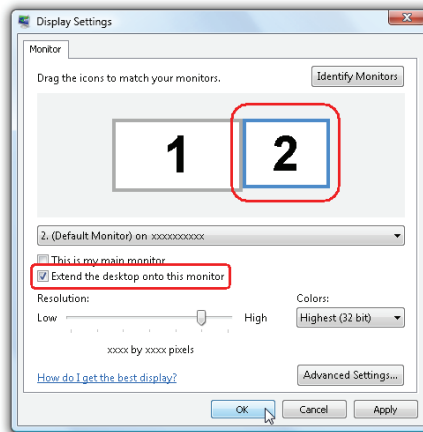 Display Settings
Monitor
Drag the icons to match your monitors.
Identify Monitors
1
2
2. (Default Monitor) on xxxxxxxxxx
This is my main monitor
Extend the desktop onto this monitor
Resolution:
Colors:
Low
High
Highest (32 bit)
xxxx by xxxx pixels
How do I get the best display?
Advanced Settings...
OK
Cancel
Apply